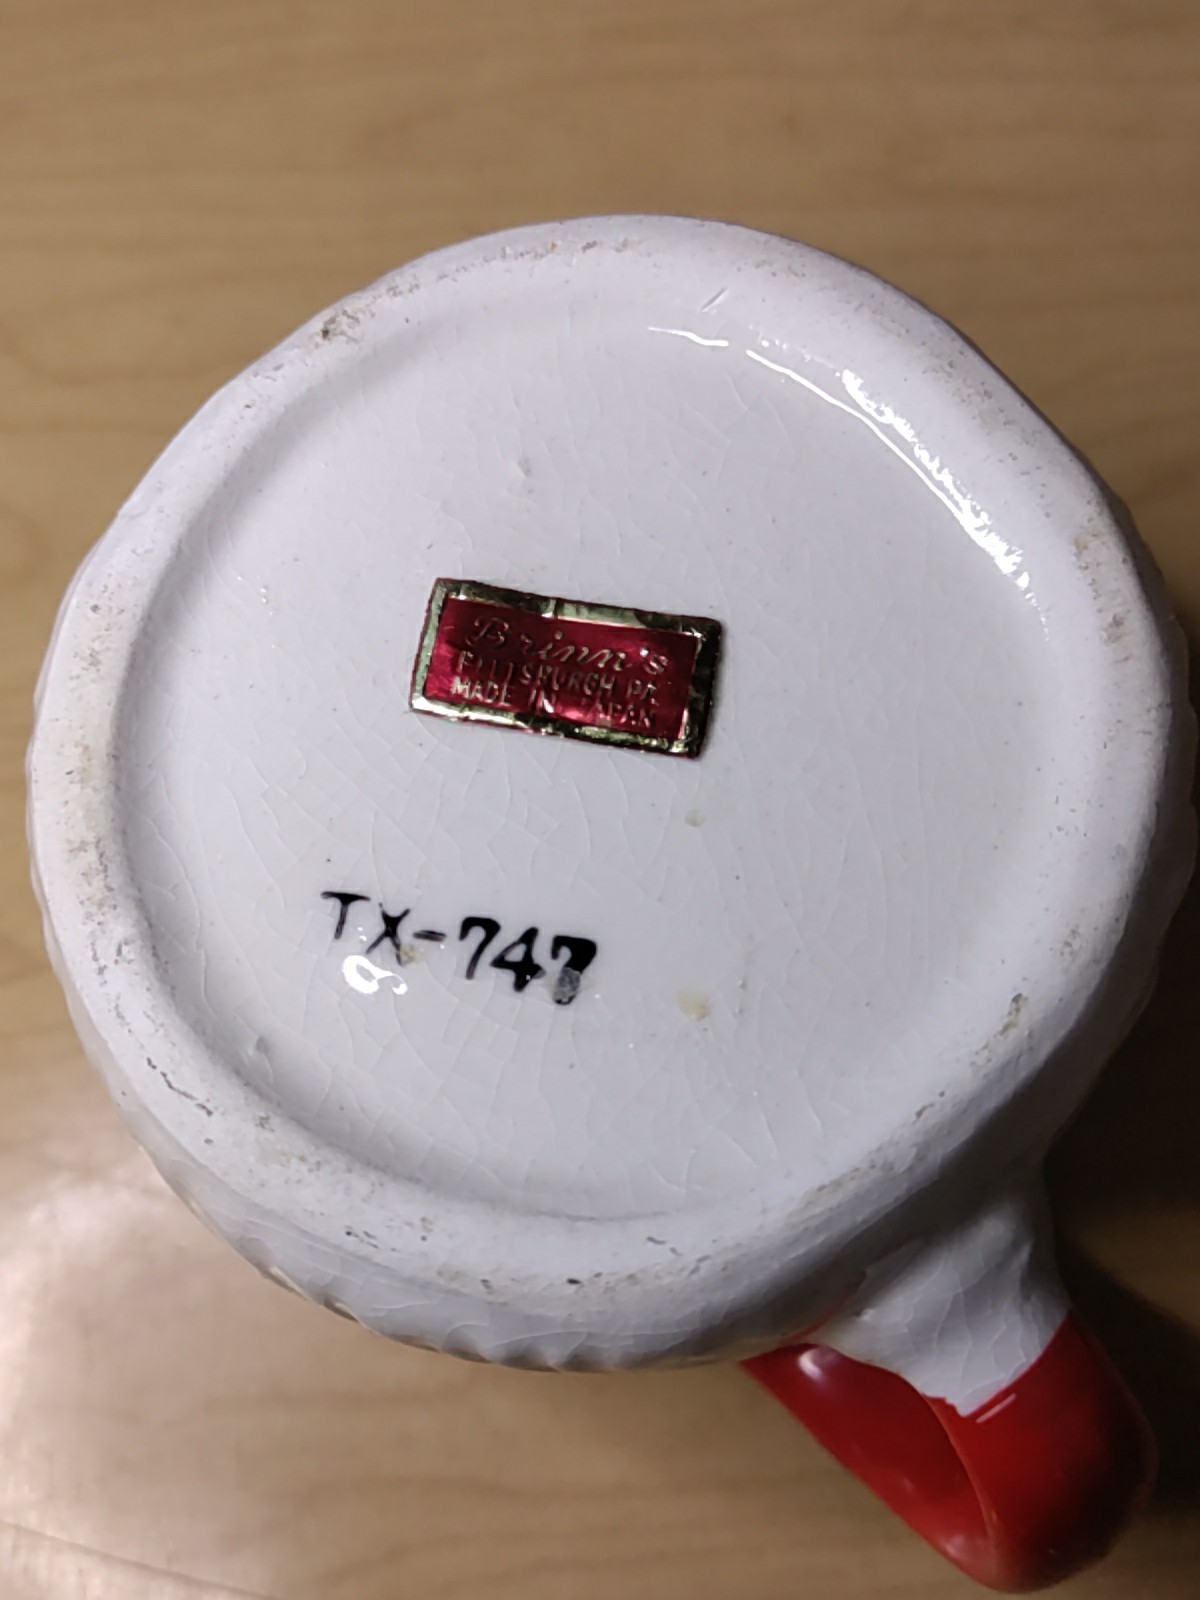 Brinn's
PITTSBURGH PA.
MADE IN JAPAN
TX-747